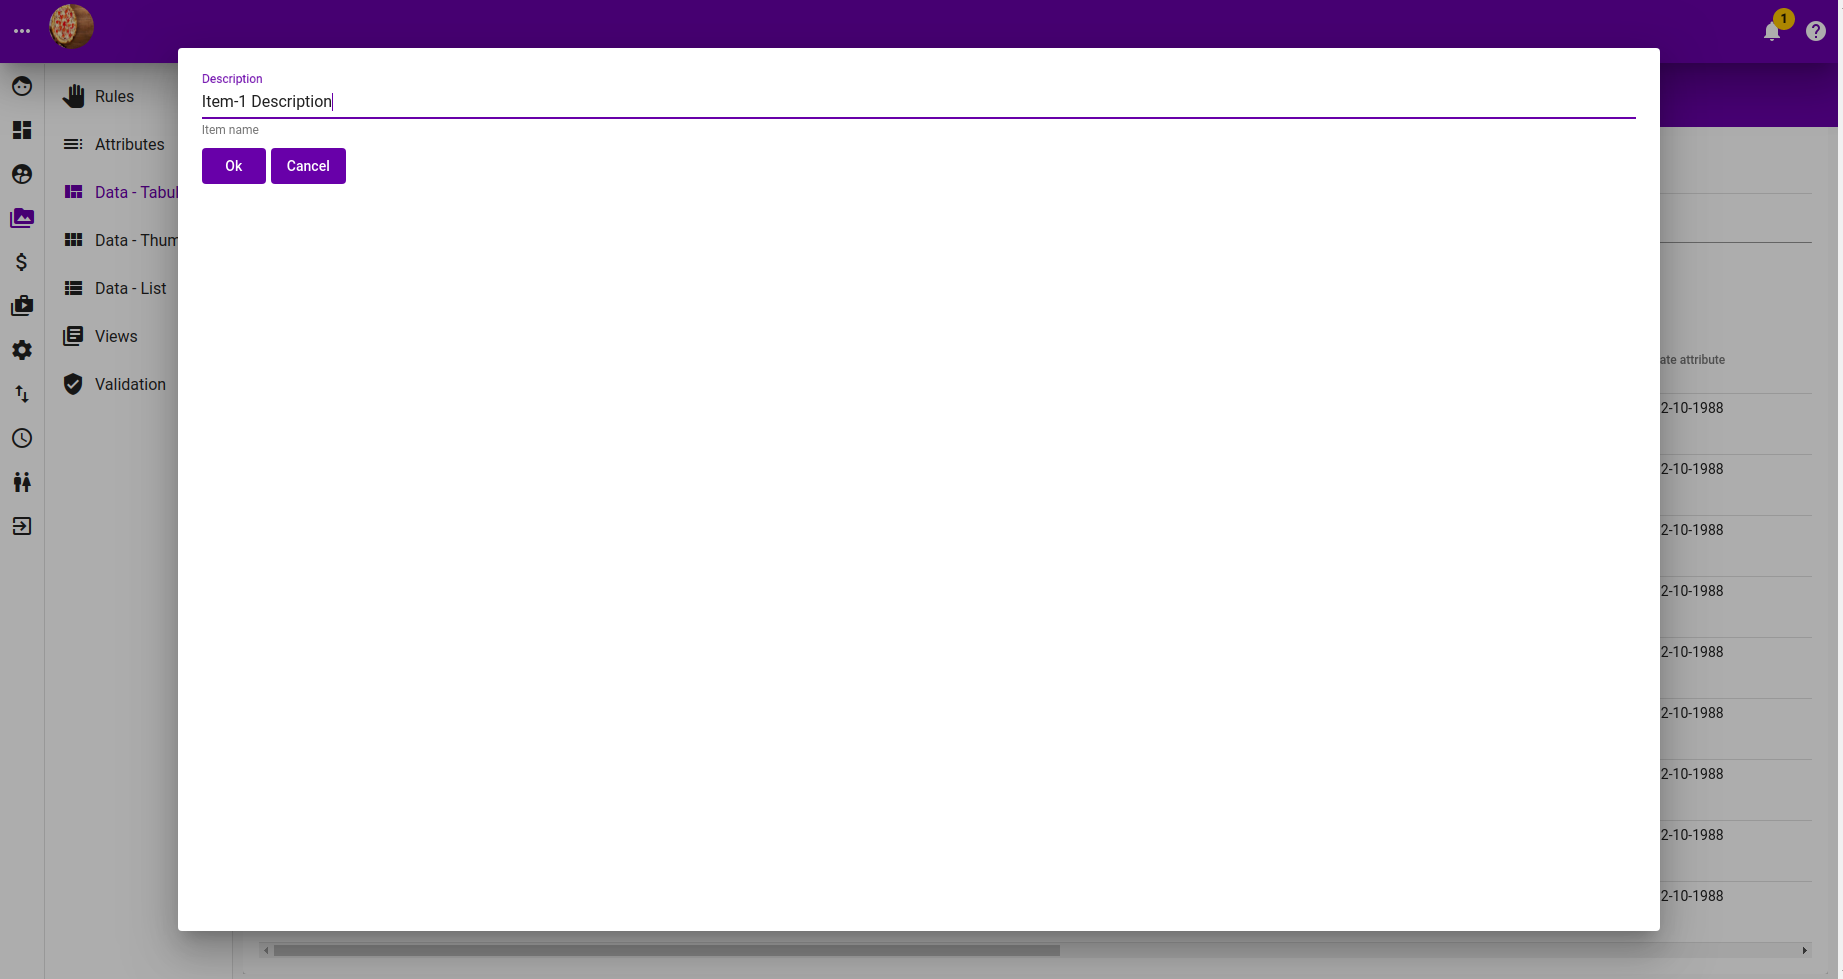 1
Description
Item-1 Description
Item name
Ok
Cancel
Rules
Attributes
Data - Tabul
Data - Thum
Data - List
Views
Validation
ate attribute
2-10-1988
2-10-1988
2-10-1988
2-10-1988
2-10-1988
2-10-1988
2-10-1988
2-10-1988
2-10-1988